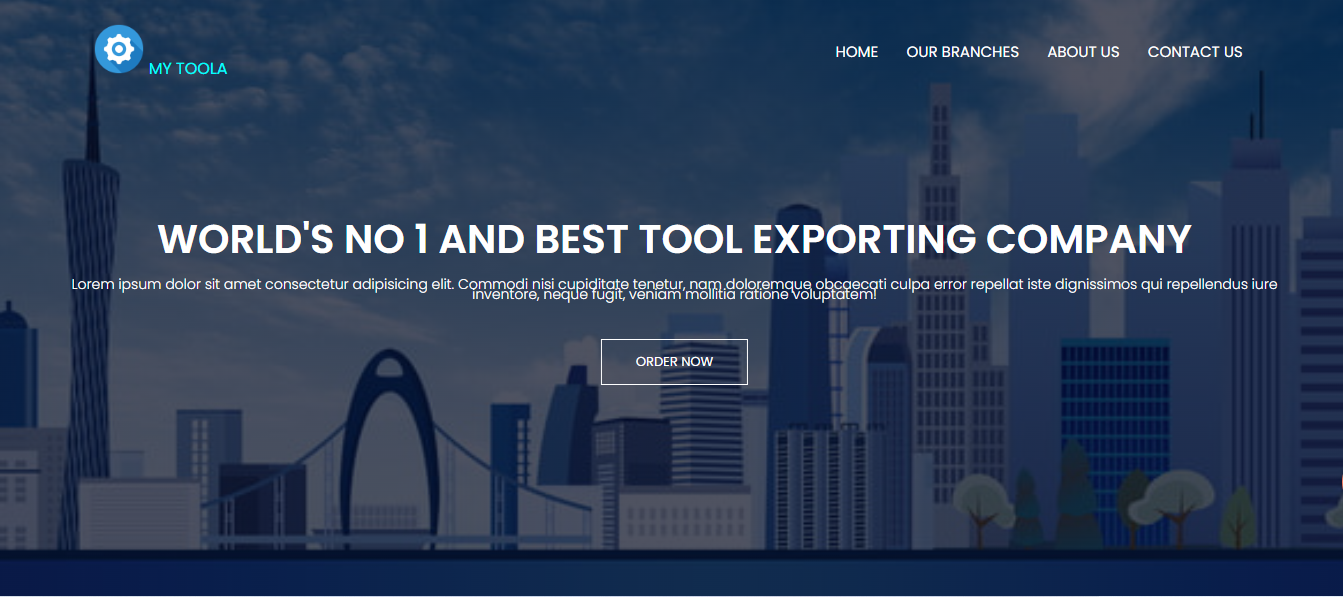 MY TOOLA
HOME OUR BRANCHES ABOUT US CONTACT US
WORLD'S NO 1 AND BEST TOOL EXPORTING COMPANY
Lorem ipsum dolor sit amet consectetur adipisicing elit. Commodi nisi cupiditate tenetur, nam doloremque obcaecati culpa error repellat iste dignissimos qui repellendus iure
inventore, neque fugit, veniam mollitia ratione voluptatem!
ORDER NOW